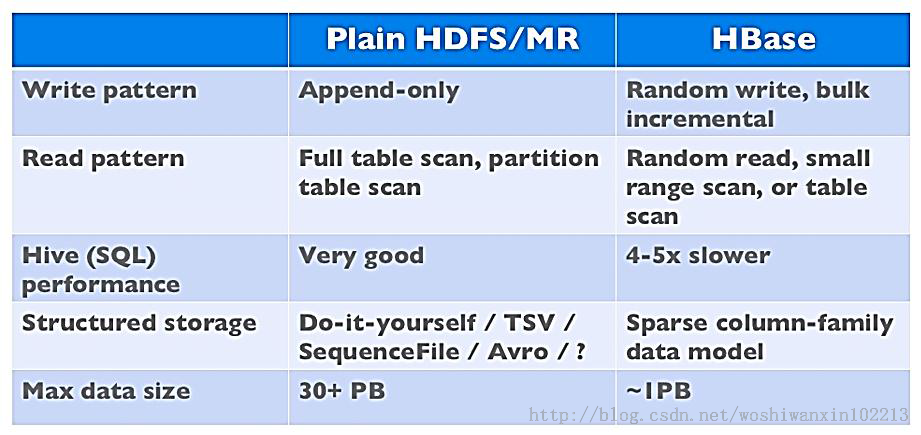 Plain HDFS/MR HBase
Write pattern Append-only Random write, bulk
incremental
Read pattern Full table scan, partition Random read, small
table scan range scan, or table
scan
Hive (SQL) Very good 4-5x slower
performance
Structured storage Do-it-yourself / TSV / Sparse column-family
SequenceFile / Avro / ? data model
Max data size 30+ PB ~1PB
http://blog.csdn.net/woshiwanxin102213